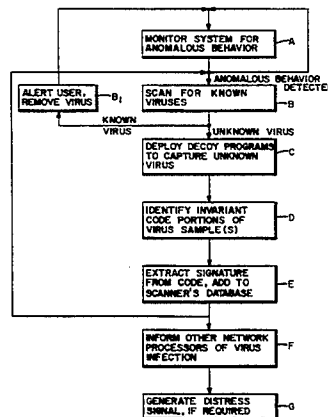 MONITOR SYSTEM FOR
ANOMALOUS BEHAVIOR
A
ANOMALOUS BEHAVIOR
DETECTED
ALERT USER,
REMOVE VIRUS
B1
SCAN FOR KNOWN
VIRUSES
B
KNOWN
VIRUS
UNKNOWN VIRUS
DEPLOY DECOY PROGRAMS
TO CAPTURE UNKNOWN
VIRUS
C
IDENTIFY INVARIANT
CODE PORTIONS OF
VIRUS SAMPLE(S)
D
EXTRACT SIGNATURE
FROM CODE, ADD TO
SCANNER'S DATABASE
E
INFORM OTHER NETWORK
PROCESSORS OF VIRUS
INFECTION
F
GENERATE DISTRESS
SIGNAL, IF REQUIRED
G